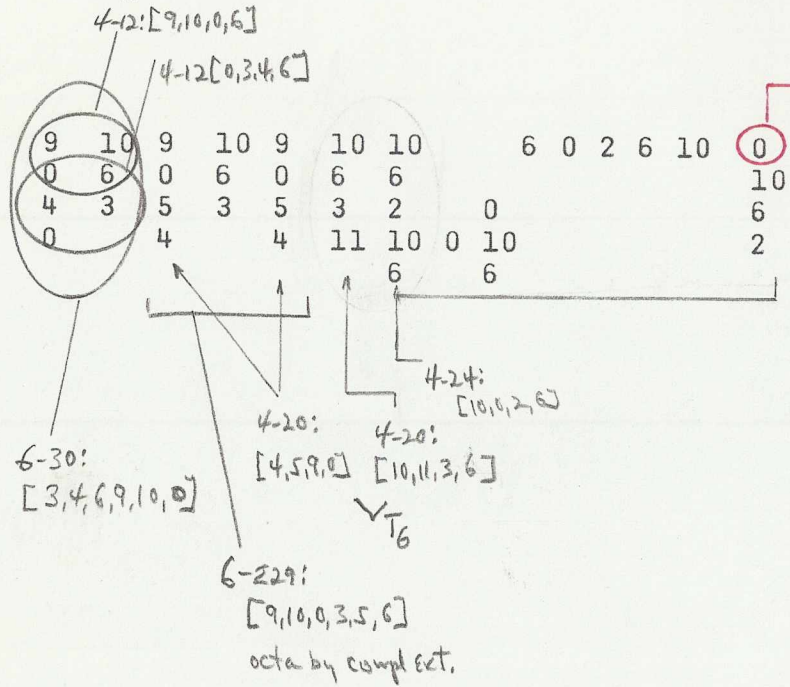 4-12:[9,10,0,6]
4-12[0,3,4,6]
9 10 9 10 9 10 10 6 0 2 6 10 0
0 6 0 6 0 6 6 10
4 3 5 3 5 3 2 0 6
0 4 4 11 10 0 10 2
6 6
4-24:
[10,0,2,6]
4-20:
[4,5,9,0]
4-20:
[10,11,3,6]
T6
6-30:
[3,4,6,9,10,0]
6-Z29:
[9,10,0,3,5,6]
octa by compl ext.